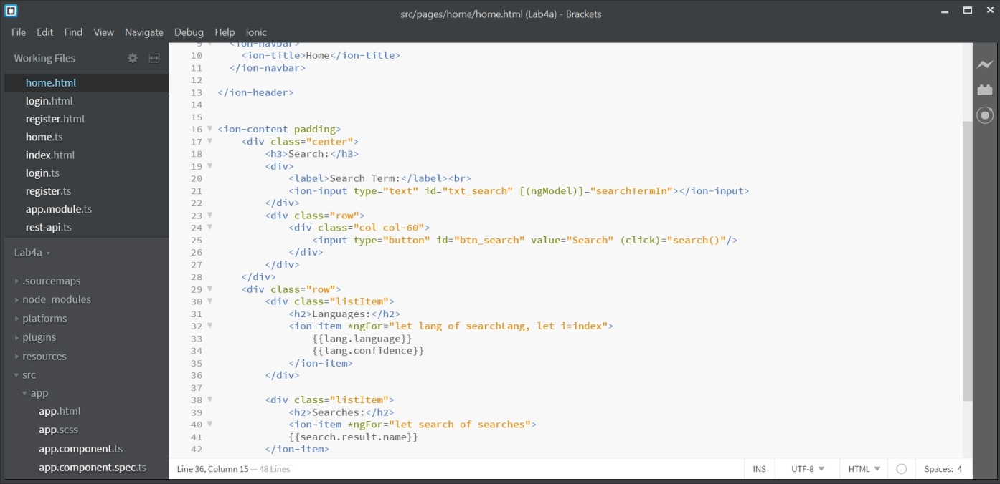 src/pages/home/home.html (Lab4a) - Brackets
File Edit Find View Navigate Debug Help ionic
Working Files
home.html
login.html
register.html
home.ts
index.html
login.ts
register.ts
app.module.ts
rest-api.ts
Lab4a
.sourcemaps
node_modules
platforms
plugins
resources
src
app
app.html
app.scss
app.component.ts
app.component.spec.ts
9 <ion-navbar>
10 <ion-title>Home</ion-title>
11 </ion-navbar>
12
13 </ion-header>
14
15
16 <ion-content padding>
17 <div class="center">
18 <h3>Search:</h3>
19 <div>
20 <label>Search Term:</label><br>
21 <ion-input type="text" id="txt_search" [(ngModel)]="searchTermIn"></ion-input>
22 </div>
23 <div class="row">
24 <div class="col col-60">
25 <input type="button" id="btn_search" value="Search" (click)="search()"/>
26 </div>
27 </div>
28 </div>
29 <div class="row">
30 <div class="listItem">
31 <h2>Languages:</h2>
32 <ion-item *ngFor="let lang of searchLang, let i=index">
33 {{lang.language}}
34 {{lang.confidence}}
35 </ion-item>
36 </div>
37
38 <div class="listItem">
39 <h2>Searches:</h2>
40 <ion-item *ngFor="let search of searches">
41 {{search.result.name}}
42 </ion-item>
Line 36, Column 15 — 48 Lines
INS UTF-8 HTML Spaces: 4